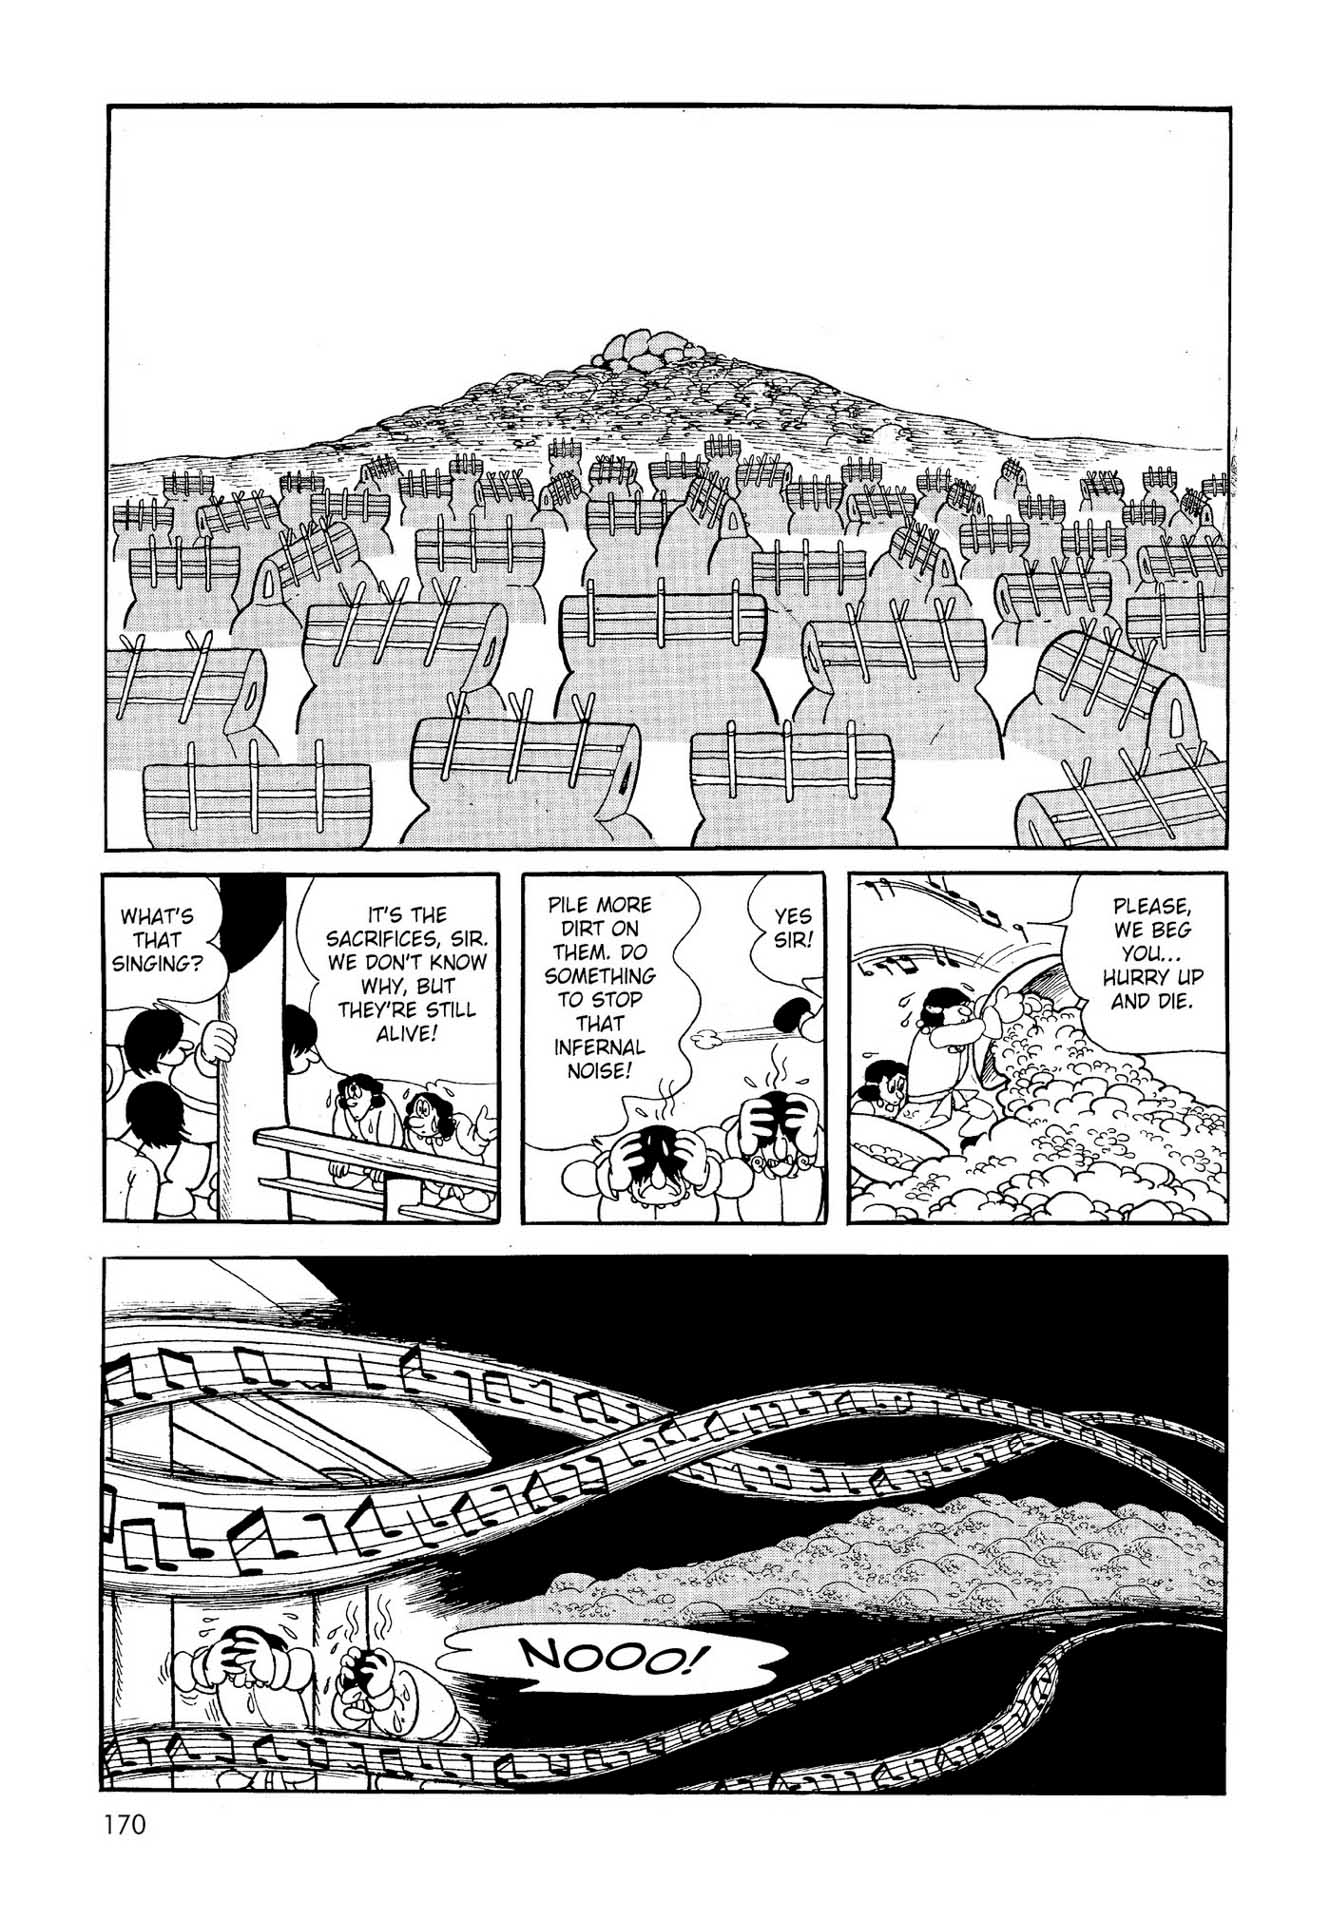 WHAT'S
THAT
SINGING?
IT'S THE
SACRIFICES, SIR.
WE DON'T KNOW
WHY, BUT
THEY'RE STILL
ALIVE!
PILE MORE
DIRT ON
THEM. DO
SOMETHING
TO STOP
THAT
INFERNAL
NOISE!
YES
SIR!
PLEASE,
WE BEG
YOU...
HURRY UP
AND DIE.
NOOO!
170